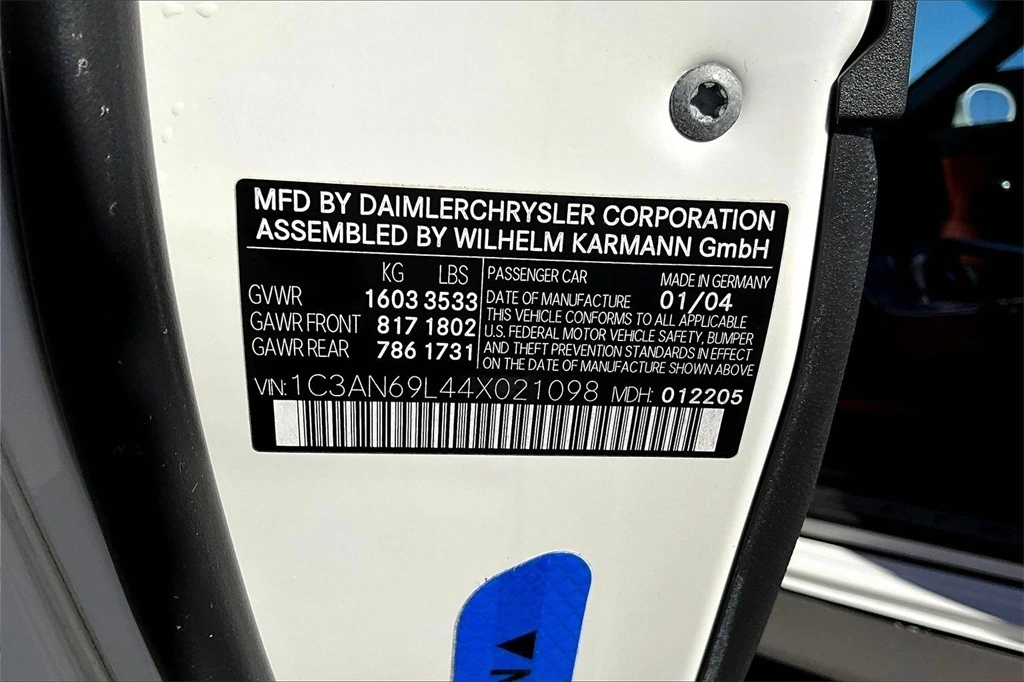 MFD BY DAIMLERCHRYSLER CORPORATION
ASSEMBLED BY WILHELM KARMANN GmbH
KG LBS
GVWR 1603 3533
GAWR FRONT 817 1802
GAWR REAR 786 1731
PASSENGER CAR MADE IN GERMANY
DATE OF MANUFACTURE 01/04
THIS VEHICLE CONFORMS TO ALL APPLICABLE
U.S. FEDERAL MOTOR VEHICLE SAFETY, BUMPER
AND THEFT PREVENTION STANDARDS IN EFFECT
ON THE DATE OF MANUFACTURE SHOWN ABOVE
VIN: 1C3AN69L44X021098 MDH: 012205